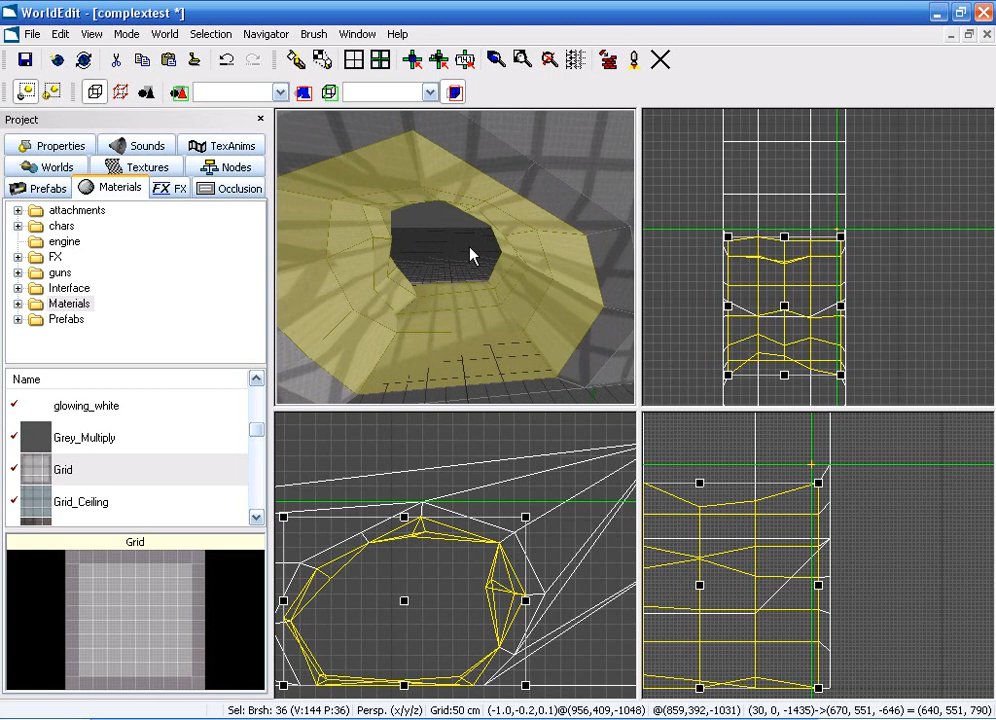 WorldEdit - [complextest *]
File Edit View Mode World Selection Navigator Brush Window Help
Project
Properties Sounds TexAnims
Worlds Textures Nodes
Prefabs Materials FX FX Occlusion
attachments
chars
engine
FX
guns
Interface
Materials
Prefabs
Name
glowing_white
Grey_Multiply
Grid
Grid_Ceiling
Grid
Sel: Brsh: 36 (V:144 P:36) Persp. (x/y/z) Grid:50 cm (-1.0,-0.2,0.1)@(956,409,-1048) @(859,392,-1031) (30, 0, -1435)->(670, 551, -646) = (640, 551, 790)